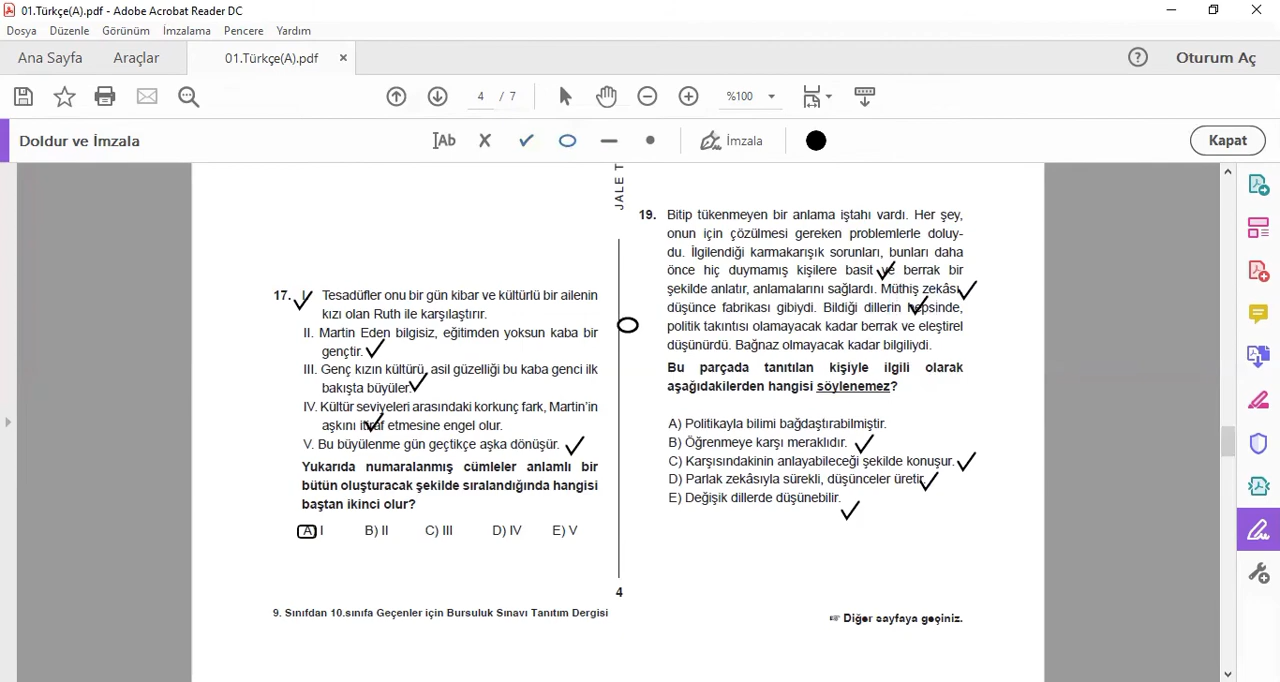 01.Türkçe(A).pdf - Adobe Acrobat Reader DC
Dosya Düzenle Görünüm İmzalama Pencere Yardım
Ana Sayfa Araçlar 01.Türkçe(A).pdf × ? Oturum Aç
4 / 7 %100
Doldur ve İmzala IAb İmzala Kapat
JALE T
17. I. Tesadüfler onu bir gün kibar ve kültürlü bir ailenin
kızı olan Ruth ile karşılaştırır.
II. Martin Eden bilgisiz, eğitimden yoksun kaba bir
gençtir.
III. Genç kızın kültürü, asil güzelliği bu kaba genci ilk
bakışta büyüler.
IV. Kültür seviyeleri arasındaki korkunç fark, Martin’in
aşkını itiraf etmesine engel olur.
V. Bu büyülenme gün geçtikçe aşka dönüşür.
Yukarıda numaralanmış cümleler anlamlı bir
bütün oluşturacak şekilde sıralandığında hangisi
baştan ikinci olur?
A) I B) II C) III D) IV E) V
9. Sınıfdan 10.sınıfa Geçenler için Bursuluk Sınavı Tanıtım Dergisi
4
19. Bitip tükenmeyen bir anlama iştahı vardı. Her şey,
onun için çözülmesi gereken problemlerle doluy-
du. İlgilendiği karmakarışık sorunları, bunları daha
önce hiç duymamış kişilere basit ve berrak bir
şekilde anlatır, anlamalarını sağlardı. Müthiş zekâsı
düşünce fabrikası gibiydi. Bildiği dillerin hepsinde,
politik takıntısı olamayacak kadar berrak ve eleştirel
düşünürdü. Bağnaz olmayacak kadar bilgiliydi.
Bu parçada tanıtılan kişiyle ilgili olarak
aşağıdakilerden hangisi söylenemez?
A) Politikayla bilimi bağdaştırabilmiştir.
B) Öğrenmeye karşı meraklıdır.
C) Karşısındakinin anlayabileceği şekilde konuşur.
D) Parlak zekâsıyla sürekli, düşünceler üretir.
E) Değişik dillerde düşünebilir.
☞ Diğer sayfaya geçiniz.